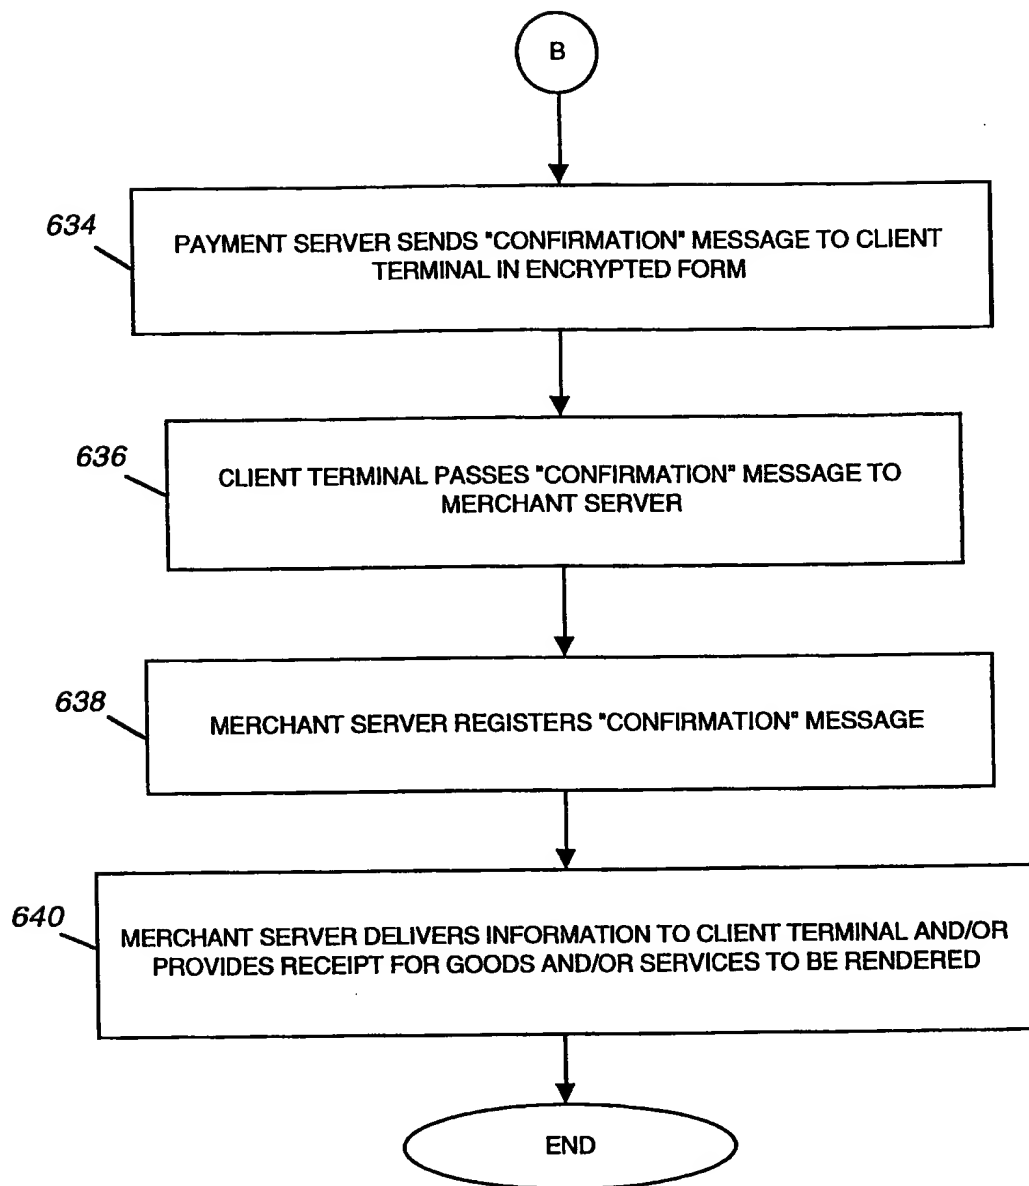 B
634
PAYMENT SERVER SENDS "CONFIRMATION" MESSAGE TO CLIENT
TERMINAL IN ENCRYPTED FORM
636
CLIENT TERMINAL PASSES "CONFIRMATION" MESSAGE TO
MERCHANT SERVER
638
MERCHANT SERVER REGISTERS "CONFIRMATION" MESSAGE
640
MERCHANT SERVER DELIVERS INFORMATION TO CLIENT TERMINAL AND/OR
PROVIDES RECEIPT FOR GOODS AND/OR SERVICES TO BE RENDERED
END